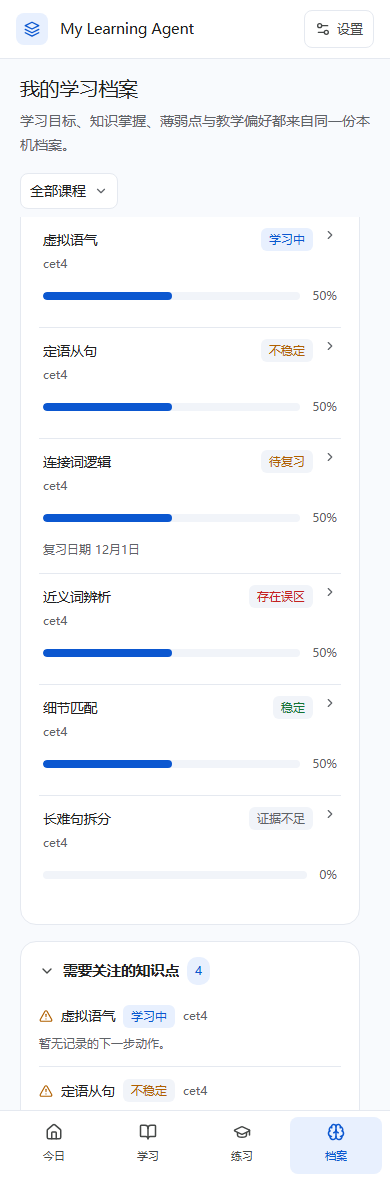 My Learning Agent
设置
我的学习档案
学习目标、知识掌握、薄弱点与教学偏好都来自同一份本
机档案。
全部课程
虚拟语气
学习中
cet4
50%
定语从句
不稳定
cet4
50%
连接词逻辑
待复习
cet4
50%
复习日期 12月1日
近义词辨析
存在误区
cet4
50%
细节匹配
稳定
cet4
50%
长难句拆分
证据不足
cet4
0%
需要关注的知识点 4
虚拟语气 学习中 cet4
暂无记录的下一步动作。
定语从句 不稳定 cet4
今日
学习
练习
档案